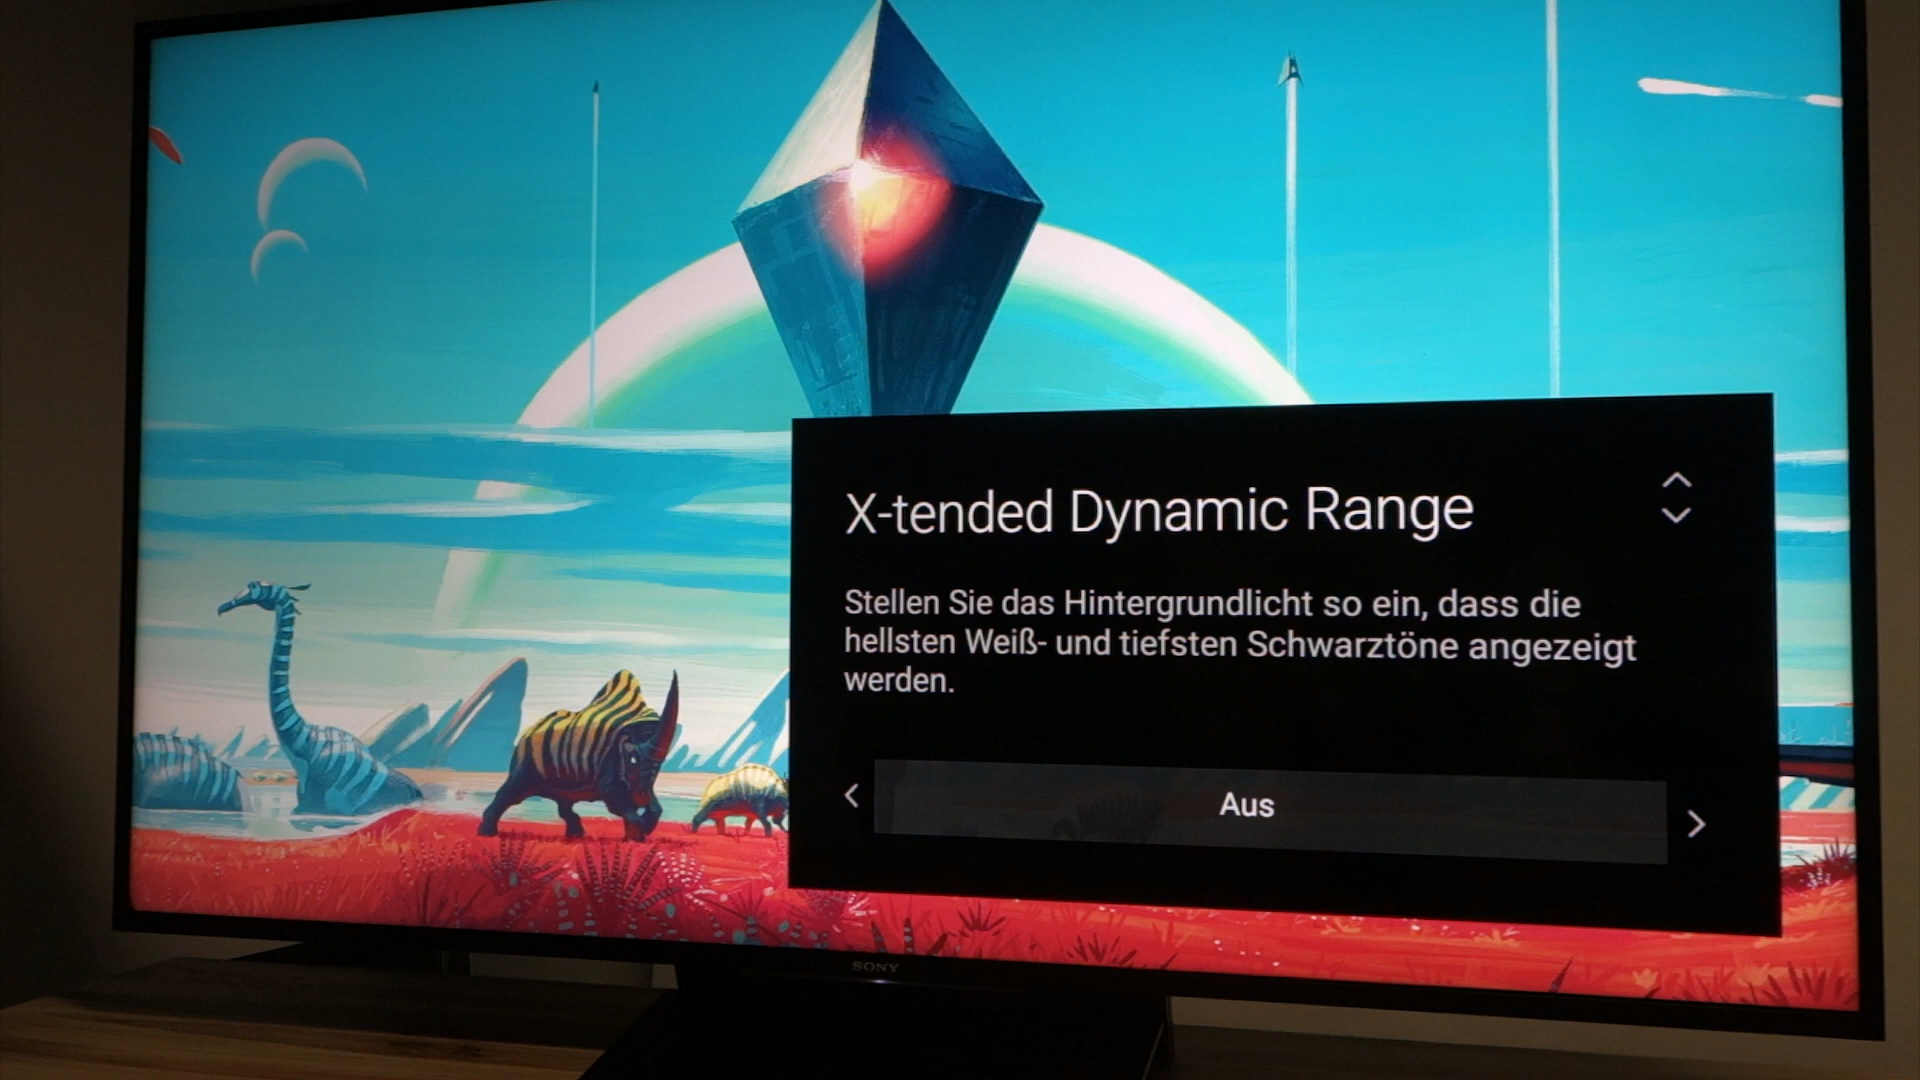 X-tended Dynamic Range
Stellen Sie das Hintergrundlicht so ein, dass die
hellsten Weiß- und tiefsten Schwarztöne angezeigt
werden.
Aus
SONY